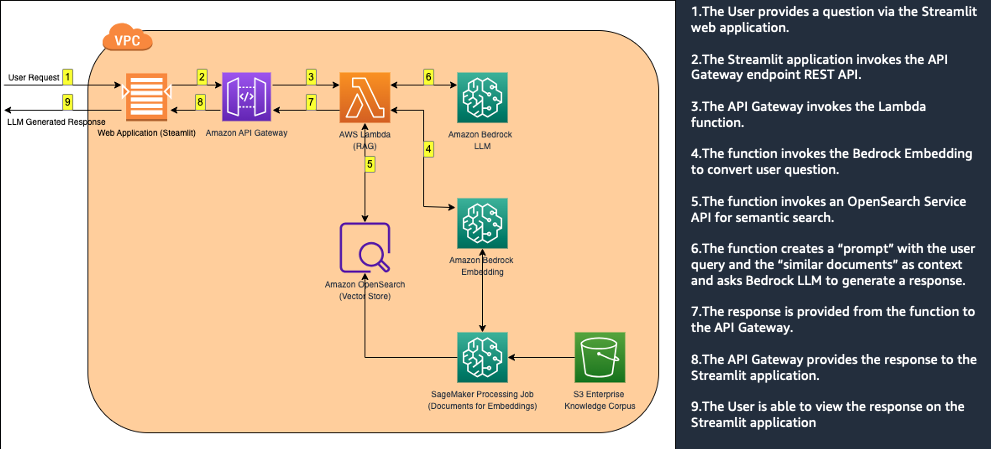 VPC
User Request
1
2
3
6
9
8
7
LLM Generated Response
Web Application (Steamlit)
Amazon API Gateway
AWS Lambda
(RAG)
Amazon Bedrock
LLM
4
5
Amazon Bedrock
Embedding
Amazon OpenSearch
(Vector Store)
SageMaker Processing Job
(Documents for Embeddings)
S3 Enterprise
Knowledge Corpus
1.The User provides a question via the Streamlit
web application.
2.The Streamlit application invokes the API
Gateway endpoint REST API.
3.The API Gateway invokes the Lambda
function.
4.The function invokes the Bedrock Embedding
to convert user question.
5.The function invokes an OpenSearch Service
API for semantic search.
6.The function creates a “prompt” with the user
query and the “similar documents” as context
and asks Bedrock LLM to generate a response.
7.The response is provided from the function to
the API Gateway.
8.The API Gateway provides the response to the
Streamlit application.
9.The User is able to view the response on the
Streamlit application